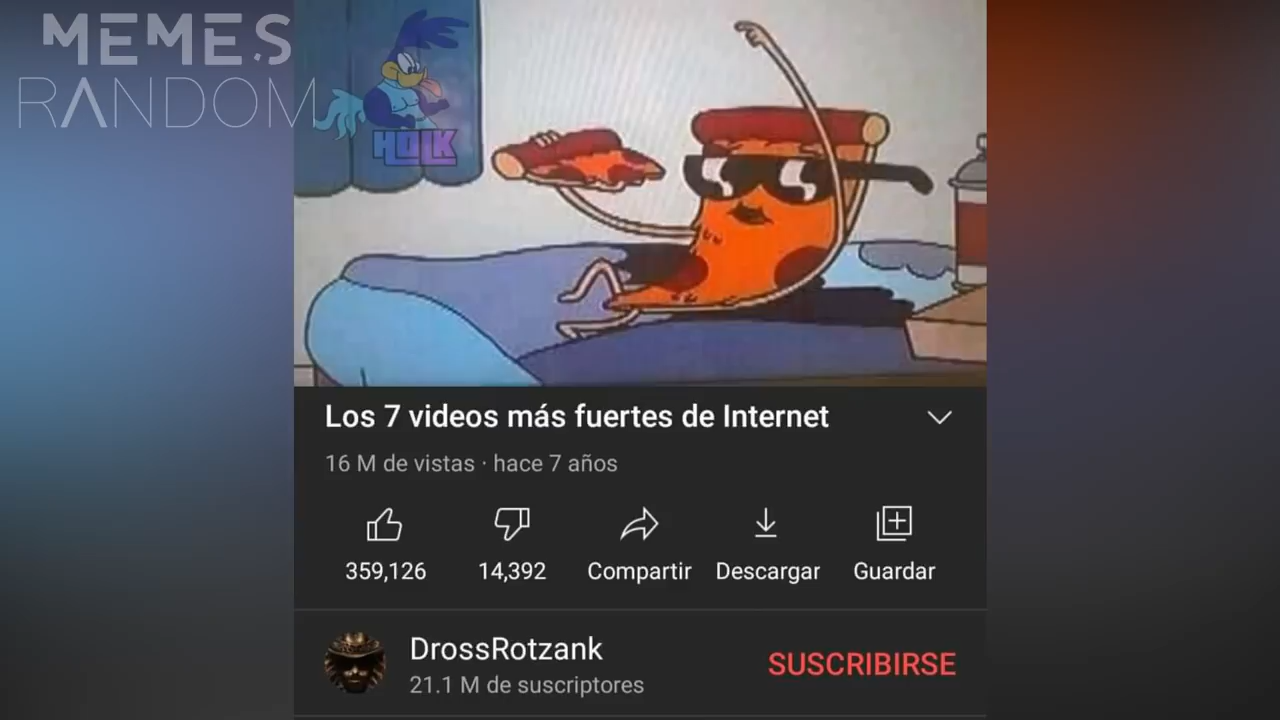 MEMES
RANDOM
HOLK
Los 7 videos más fuertes de Internet
16 M de vistas · hace 7 años
359,126
14,392
Compartir
Descargar
Guardar
DrossRotzank
21.1 M de suscriptores
SUSCRIBIRSE